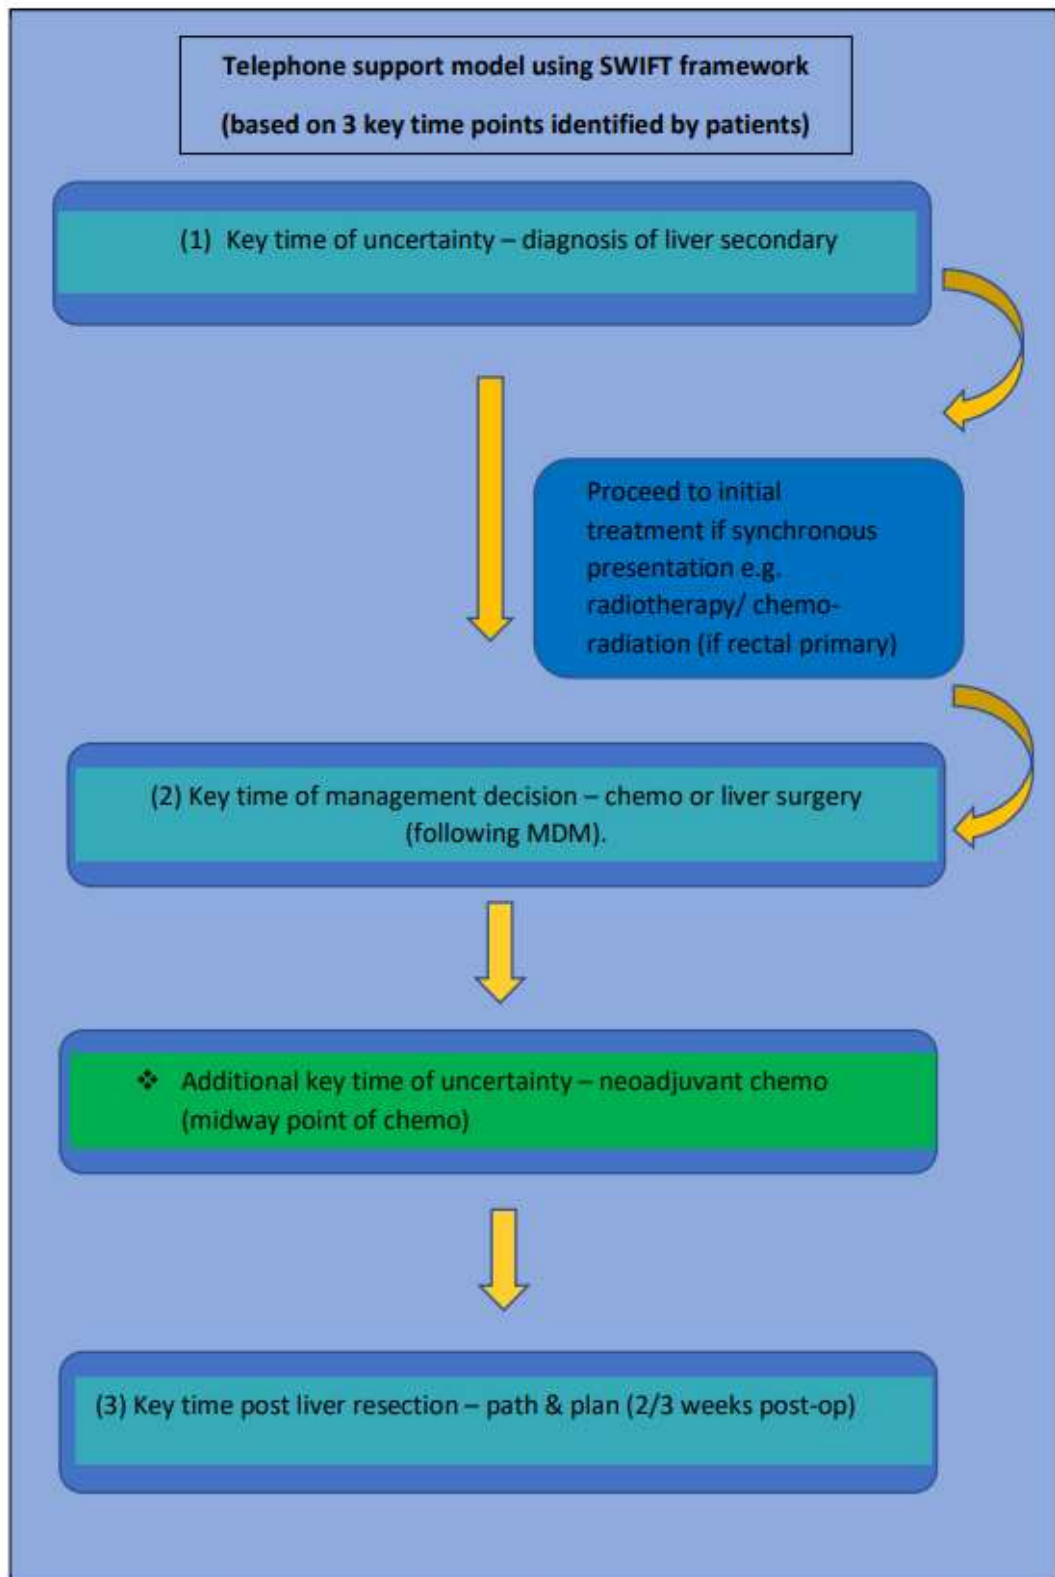 Telephone support model using SWIFT framework
(based on 3 key time points identified by patients)
(1) Key time of uncertainty – diagnosis of liver secondary
Proceed to initial
treatment if synchronous
presentation e.g.
radiotherapy/ chemo-
radiation (if rectal primary)
(2) Key time of management decision – chemo or liver surgery
(following MDM).
❖ Additional key time of uncertainty – neoadjuvant chemo
(midway point of chemo)
(3) Key time post liver resection – path & plan (2/3 weeks post-op)